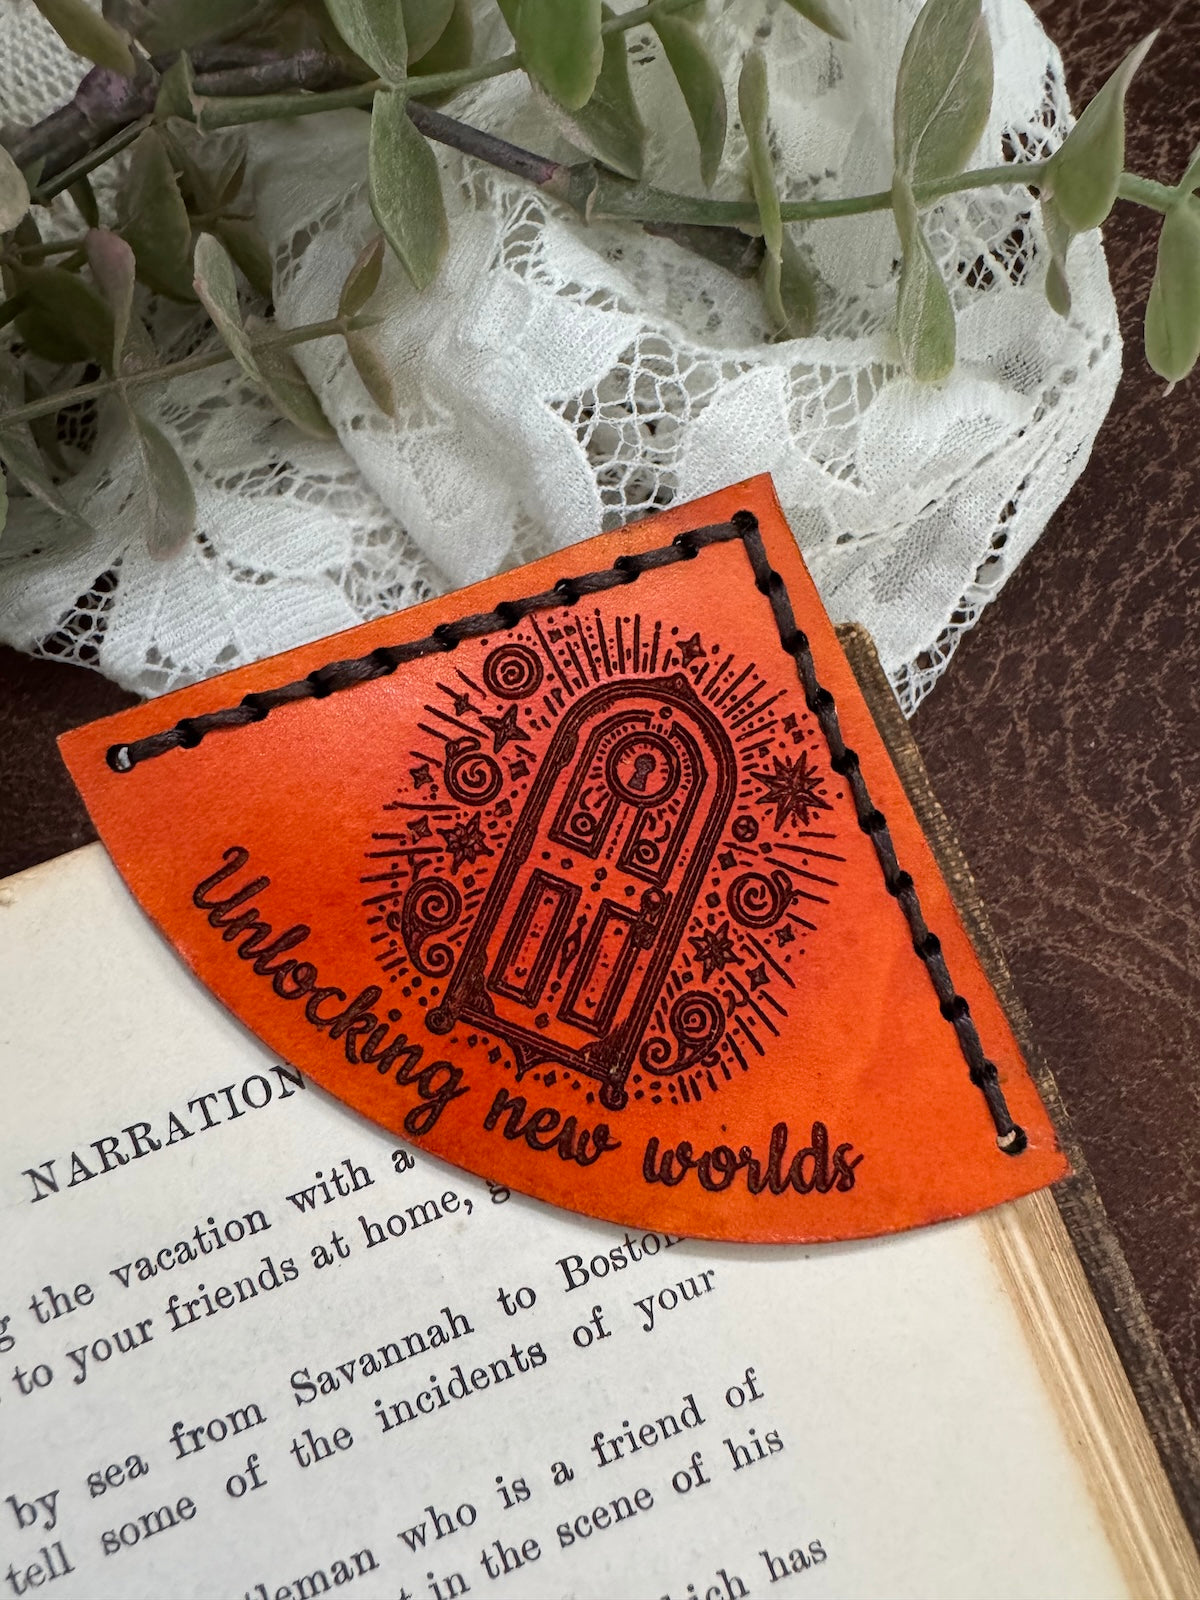 Unlocking new worlds
NARRATION
the vacation with a
to your friends at home,
by sea from Savannah to Boston
tell some of the incidents of your
who is a friend of
in the scene of his
has